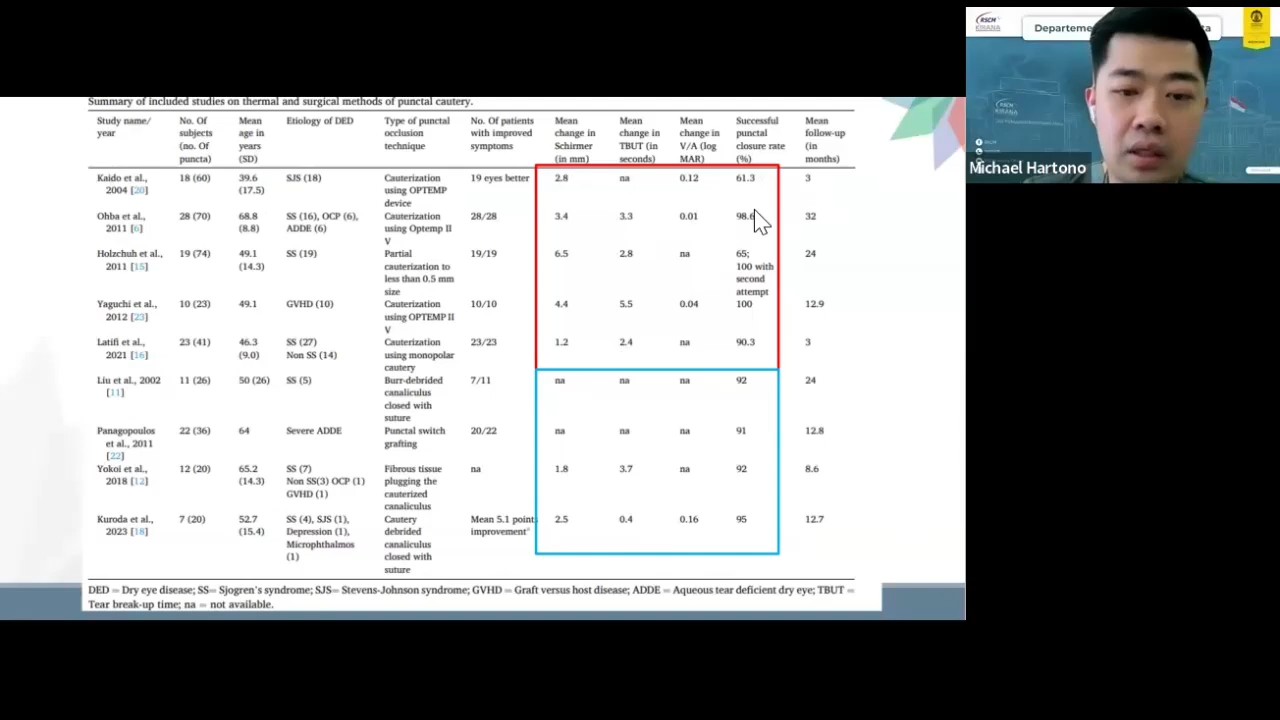 RSCM
KIRANA
Departeme
ta
RSCM
KIRANA
Michael Hartono
Summary of included studies on thermal and surgical methods of punctal cautery.
Study name/ year No. Of subjects (no. Of puncta) Mean age in years (SD) Etiology of DED Type of punctal occlusion technique No. Of patients with improved symptoms Mean change in Schirmer (in mm) Mean change in TBUT (in seconds) Mean change in V/A (log MAR) Successful punctal closure rate (%) Mean follow-up (in months)
Kaido et al., 2004 [20] 18 (60) 39.6 (17.5) SJS (18) Cauterization using OPTEMP device 19 eyes better 2.8 na 0.12 61.3 3
Ohba et al., 2011 [6] 28 (70) 68.8 (8.8) SS (16), OCP (6), ADDE (6) Cauterization using Optemp II V 28/28 3.4 3.3 0.01 98.6 32
Holzchuh et al., 2011 [15] 19 (74) 49.1 (14.3) SS (19) Partial cauterization to less than 0.5 mm size 19/19 6.5 2.8 na 65; 100 with second attempt 24
Yaguchi et al., 2012 [23] 10 (23) 49.1 GVHD (10) Cauterization using OPTEMP II V 10/10 4.4 5.5 0.04 100 12.9
Latifi et al., 2021 [16] 23 (41) 46.3 (9.0) SS (27) Non SS (14) Cauterization using monopolar cautery 23/23 1.2 2.4 na 90.3 3
Liu et al., 2002 [11] 11 (26) 50 (26) SS (5) Burr-debrided canaliculus closed with suture 7/11 na na na 92 24
Panagopoulos et al., 2011 [22] 22 (36) 64 Severe ADDE Punctal switch grafting 20/22 na na na 91 12.8
Yokoi et al., 2018 [12] 12 (20) 65.2 (14.3) SS (7) Non SS(3) OCP (1) GVHD (1) Fibrous tissue plugging the cauterized canaliculus na 1.8 3.7 na 92 8.6
Kuroda et al., 2023 [18] 7 (20) 52.7 (15.4) SS (4), SJS (1), Depression (1), Microphthalmos (1) Cautery debrided canaliculus closed with suture Mean 5.1 point improvement 2.5 0.4 0.16 95 12.7
DED = Dry eye disease; SS= Sjogren's syndrome; SJS= Stevens-Johnson syndrome; GVHD = Graft versus host disease; ADDE = Aqueous tear deficient dry eye; TBUT =
Tear break-up time; na = not available.